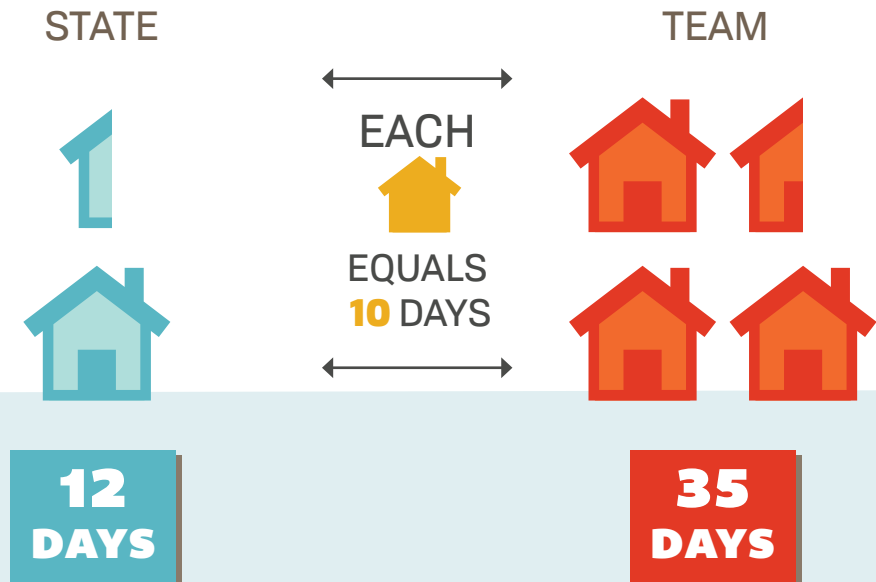 STATE
TEAM
EACH
EQUALS
10 DAYS
12
DAYS
35
DAYS